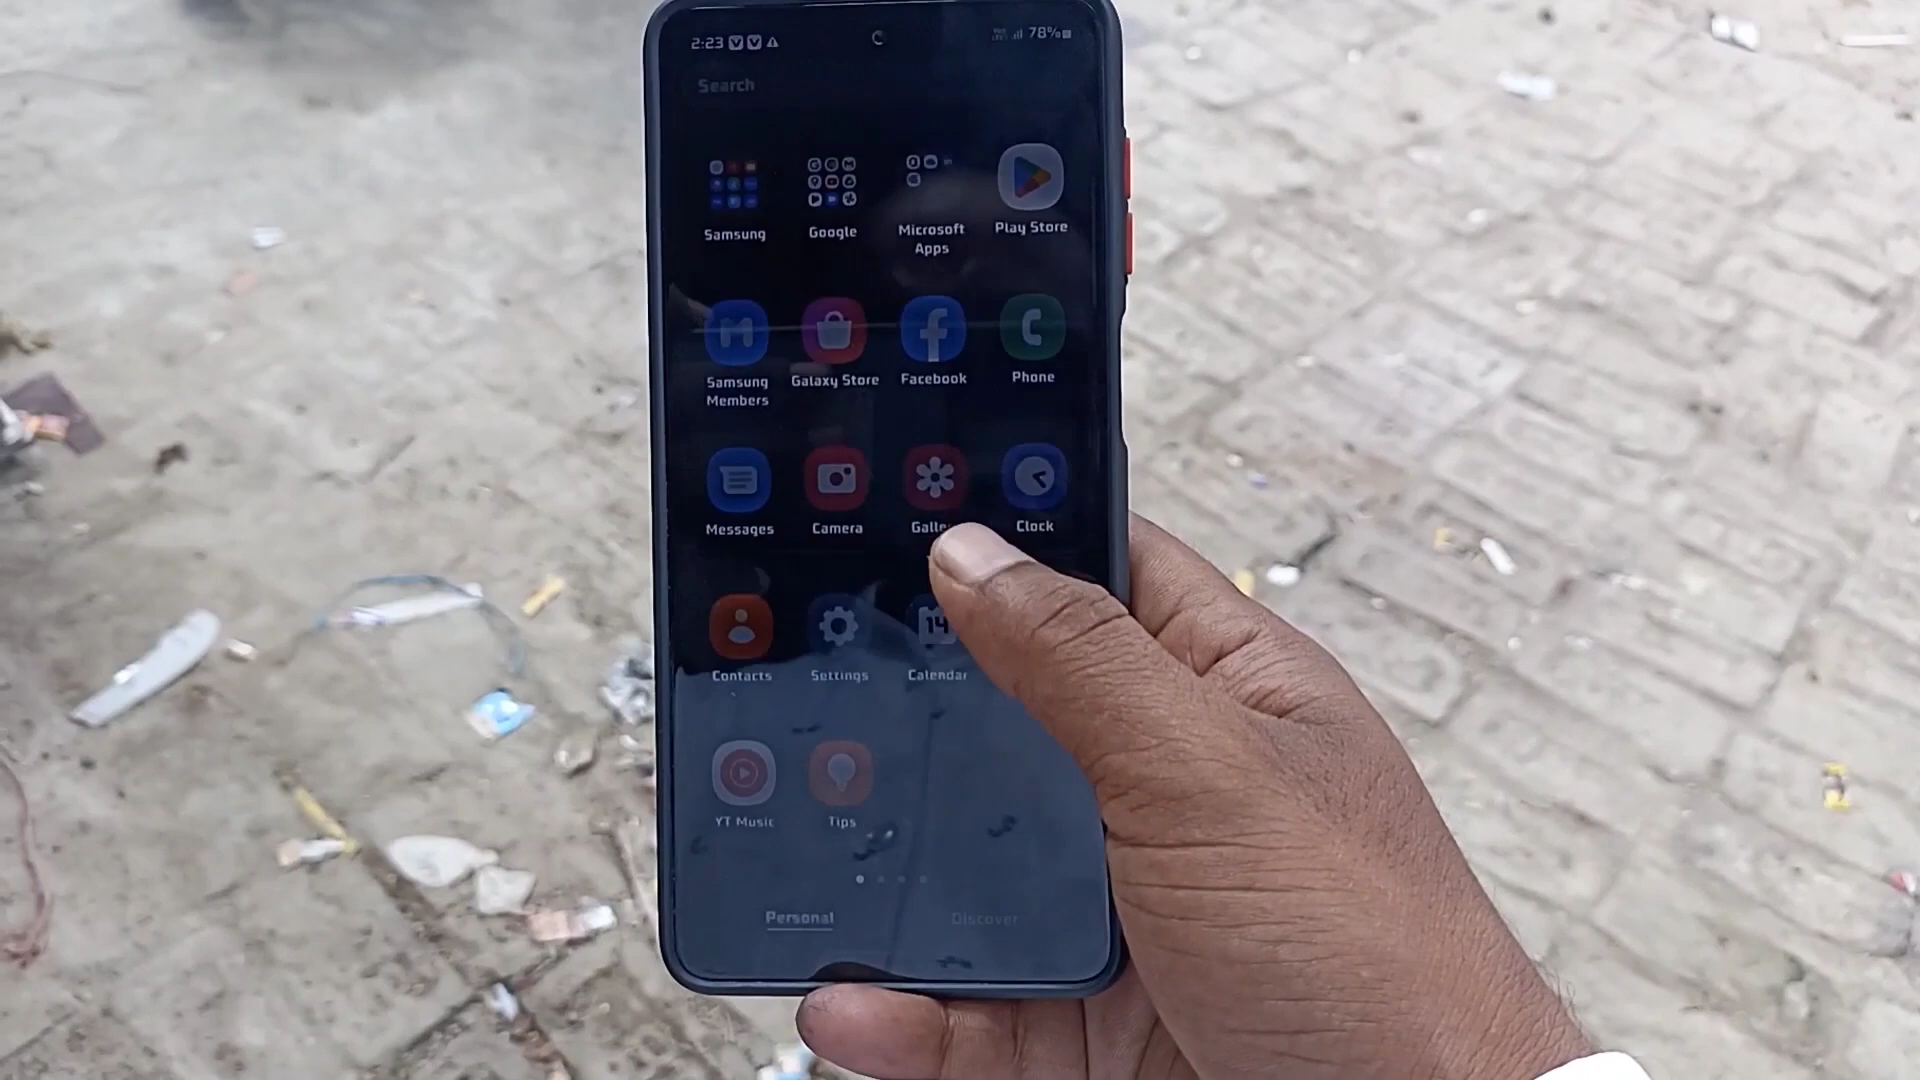 2:23 78%
Search
Samsung Google Microsoft Apps Play Store
Samsung Members Galaxy Store Facebook Phone
Messages Camera Clock
Contacts Settings 14 Calendar
YT Music Tips
Personal Discover